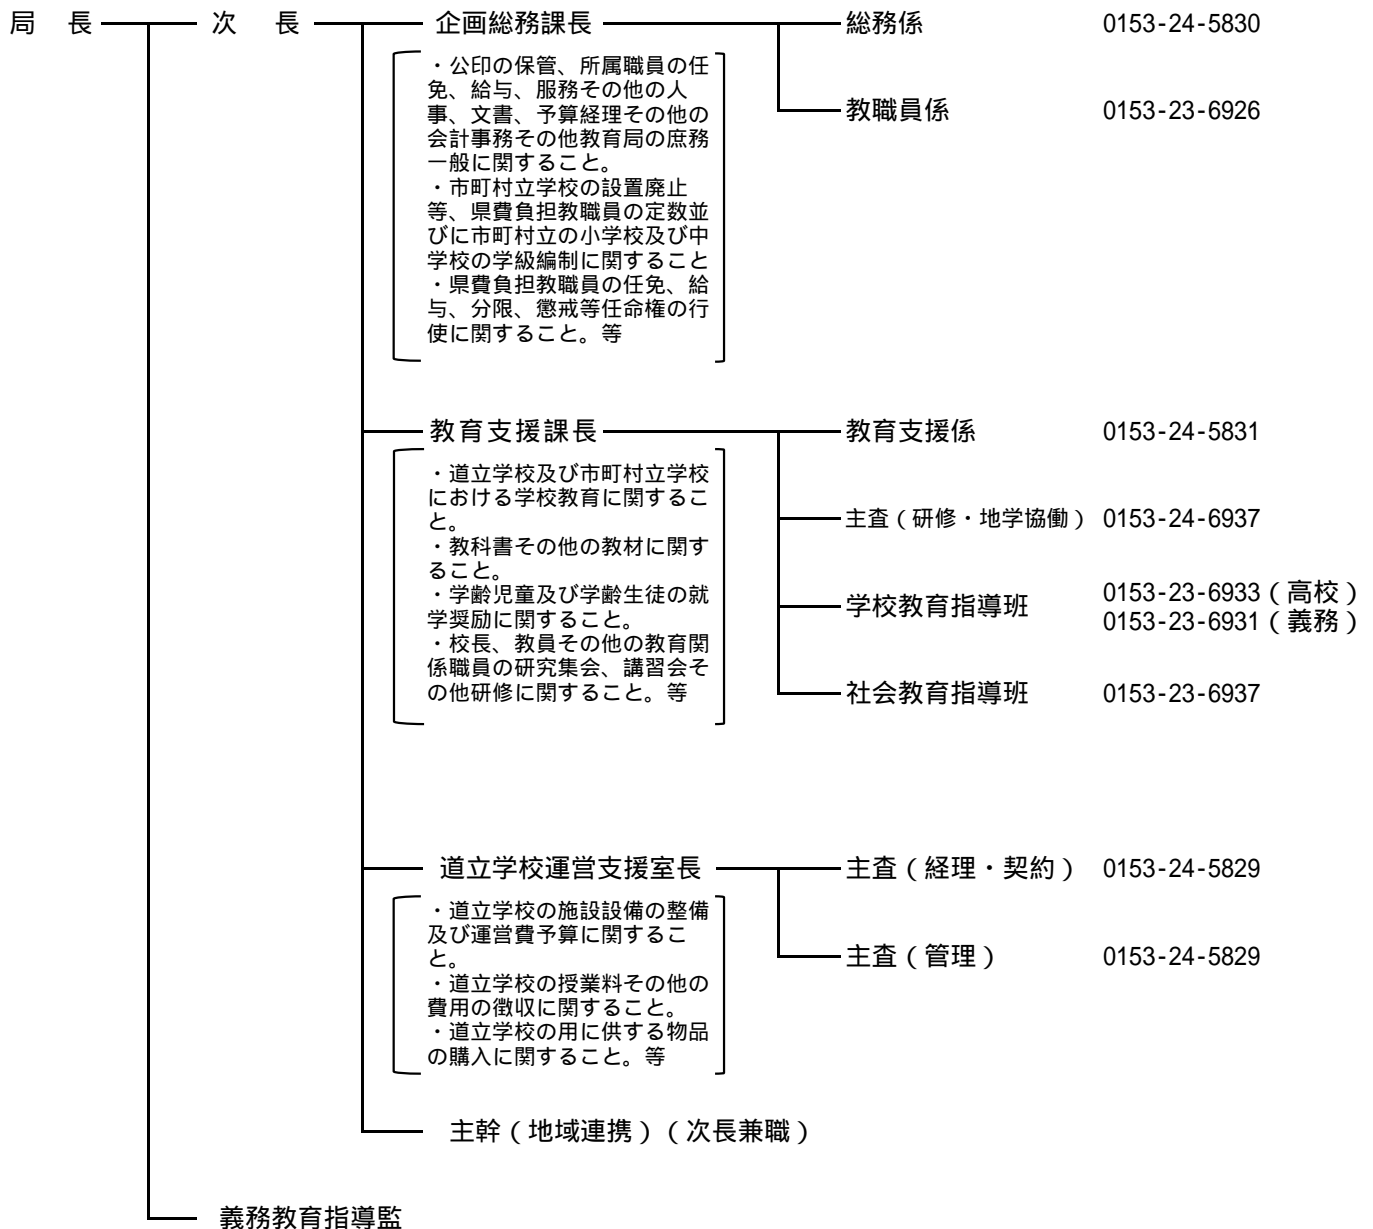 局　長
次　長
企画総務課長
総務係
0153-24-5830
・公印の保管、所属職員の任
免、給与、服務その他の人
事、文書、予算経理その他の
会計事務その他教育局の庶務
一般に関すること。
・市町村立学校の設置廃止
等、県費負担教職員の定数並
びに市町村立の小学校及び中
学校の学級編制に関すること
・県費負担教職員の任免、給
与、分限、懲戒等任命権の行
使に関すること。等
教職員係
0153-23-6926
教育支援課長
教育支援係
0153-24-5831
・道立学校及び市町村立学校
における学校教育に関するこ
と。
・教科書その他の教材に関す
ること。
・学齢児童及び学齢生徒の就
学奨励に関すること。
・校長、教員その他の教育関
係職員の研究集会、講習会そ
の他研修に関すること。等
主査（研修・地学協働）
0153-24-6937
学校教育指導班
0153-23-6933（高校）
0153-23-6931（義務）
社会教育指導班
0153-23-6937
道立学校運営支援室長
主査（経理・契約）
0153-24-5829
・道立学校の施設設備の整備
及び運営費予算に関するこ
と。
・道立学校の授業料その他の
費用の徴収に関すること。
・道立学校の用に供する物品
の購入に関すること。等
主査（管理）
0153-24-5829
主幹（地域連携）（次長兼職）
義務教育指導監